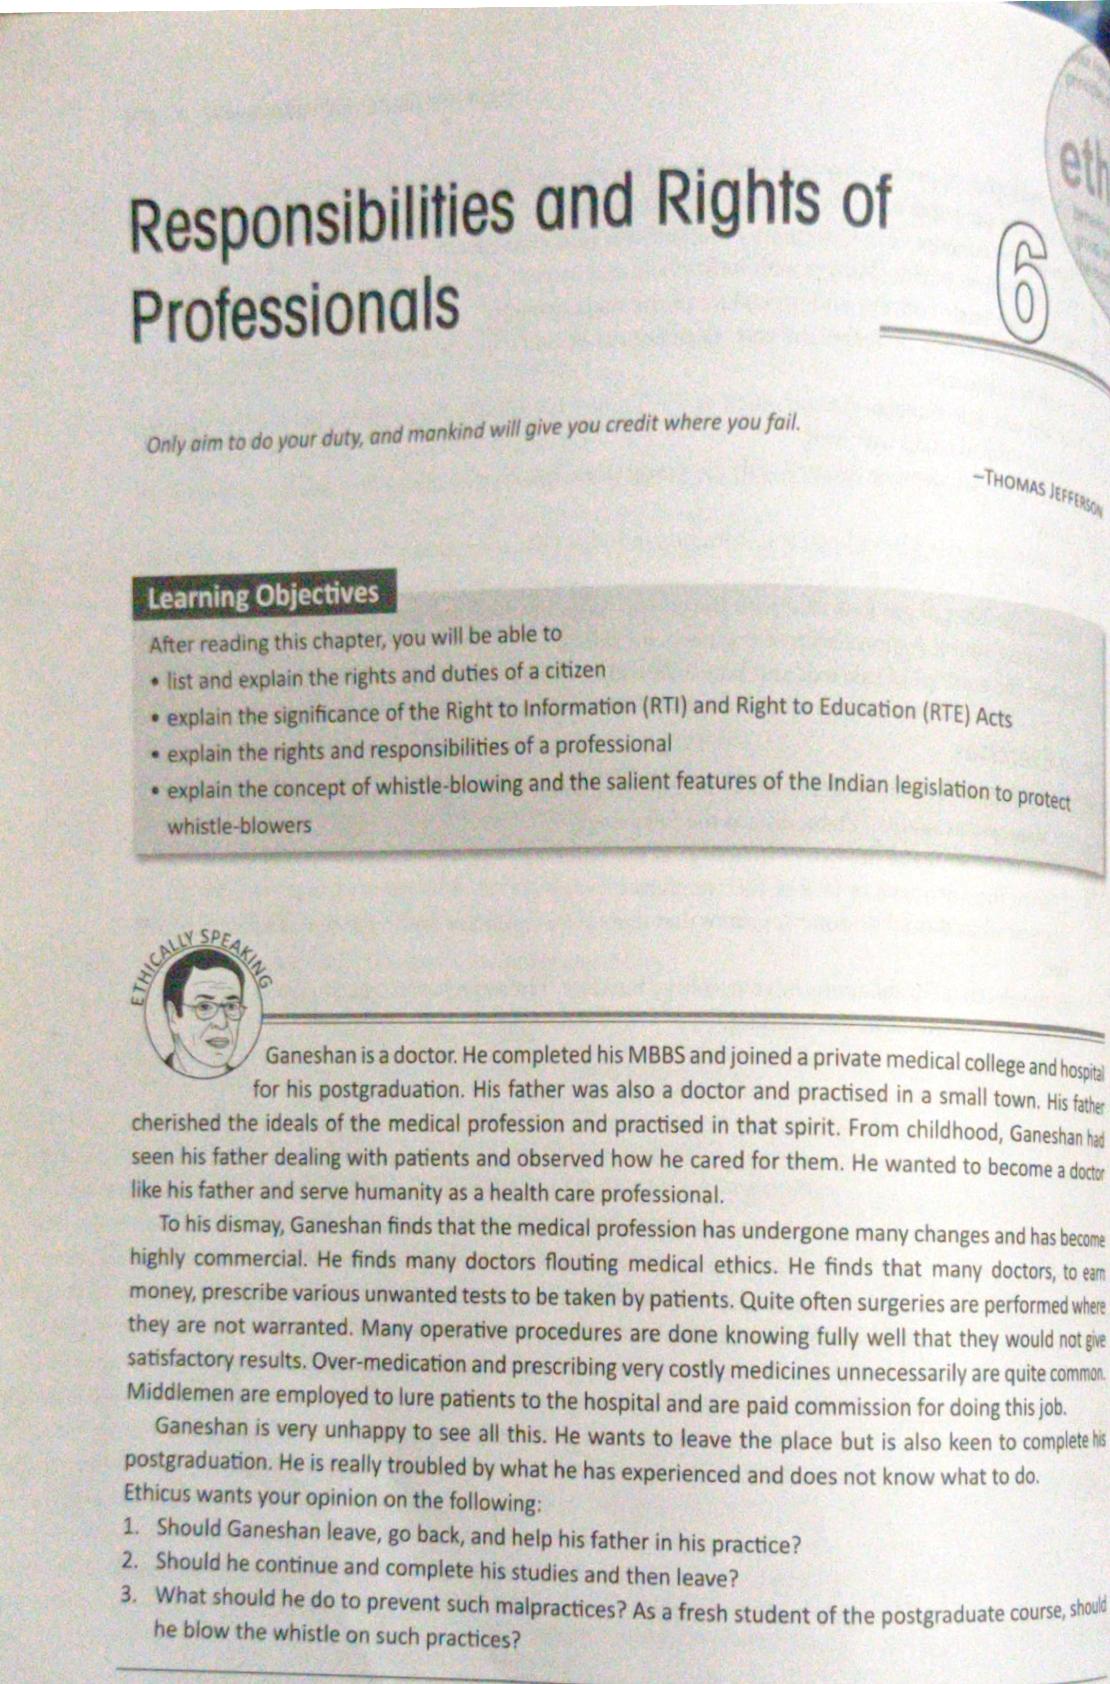 eth
Responsibilities and Rights of
Professionals
6
Only aim to do your duty, and mankind will give you credit where you fail.
–THOMAS JEFFERSON
Learning Objectives
After reading this chapter, you will be able to
• list and explain the rights and duties of a citizen
• explain the significance of the Right to Information (RTI) and Right to Education (RTE) Acts
• explain the rights and responsibilities of a professional
• explain the concept of whistle-blowing and the salient features of the Indian legislation to protect
whistle-blowers
ETHICALLY SPEAKING
Ganeshan is a doctor. He completed his MBBS and joined a private medical college and hospital
for his postgraduation. His father was also a doctor and practised in a small town. His father
cherished the ideals of the medical profession and practised in that spirit. From childhood, Ganeshan had
seen his father dealing with patients and observed how he cared for them. He wanted to become a doctor
like his father and serve humanity as a health care professional.
To his dismay, Ganeshan finds that the medical profession has undergone many changes and has become
highly commercial. He finds many doctors flouting medical ethics. He finds that many doctors, to earn
money, prescribe various unwanted tests to be taken by patients. Quite often surgeries are performed where
they are not warranted. Many operative procedures are done knowing fully well that they would not give
satisfactory results. Over-medication and prescribing very costly medicines unnecessarily are quite common.
Middlemen are employed to lure patients to the hospital and are paid commission for doing this job.
Ganeshan is very unhappy to see all this. He wants to leave the place but is also keen to complete his
postgraduation. He is really troubled by what he has experienced and does not know what to do.
Ethicus wants your opinion on the following:
1. Should Ganeshan leave, go back, and help his father in his practice?
2. Should he continue and complete his studies and then leave?
3. What should he do to prevent such malpractices? As a fresh student of the postgraduate course, should
he blow the whistle on such practices?